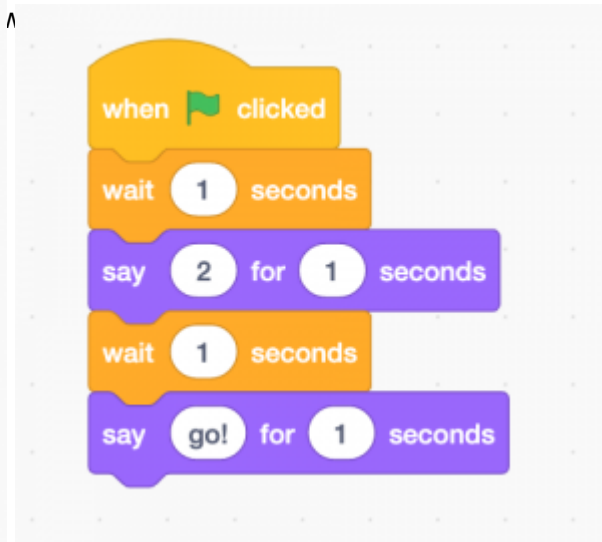 when clicked
wait 1 seconds
say 2 for 1 seconds
wait 1 seconds
say go! for 1 seconds